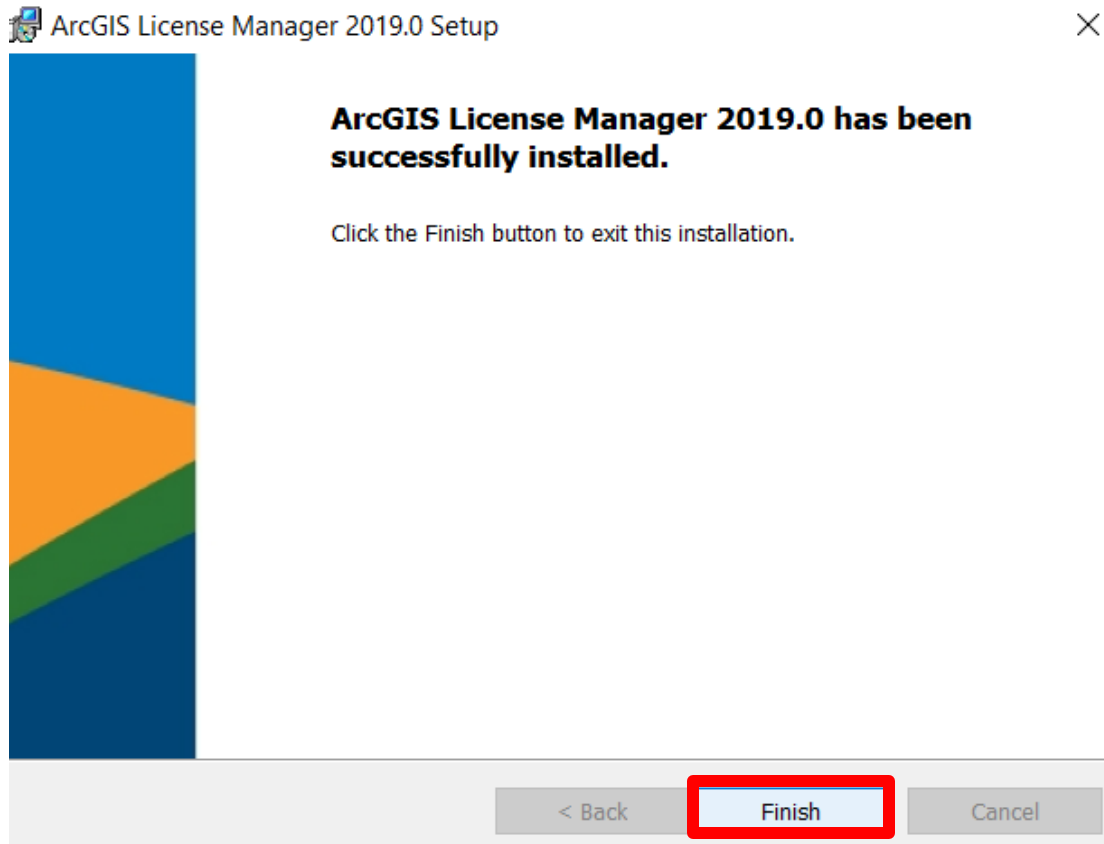 ArcGIS License Manager 2019.0 Setup
ArcGIS License Manager 2019.0 has been
successfully installed.
Click the Finish button to exit this installation.
< Back
Finish
Cancel